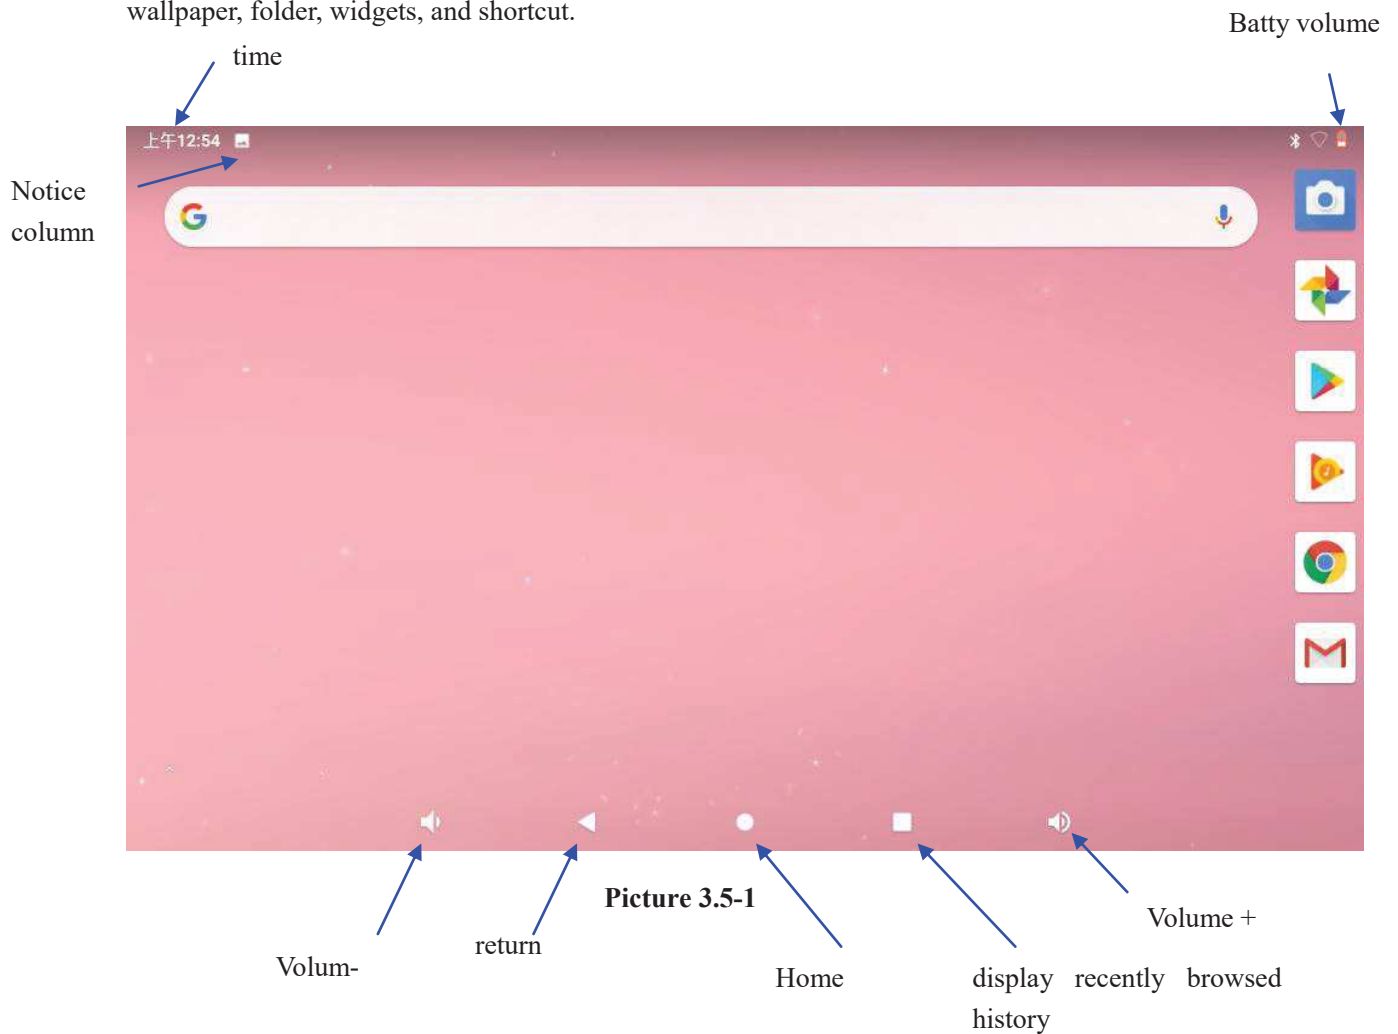 wallpaper, folder, widgets, and shortcut.
Batty volume
time
上午12:54
Notice
column
G
Picture 3.5-1
Volume +
return
Volum-
Home
display recently browsed
history